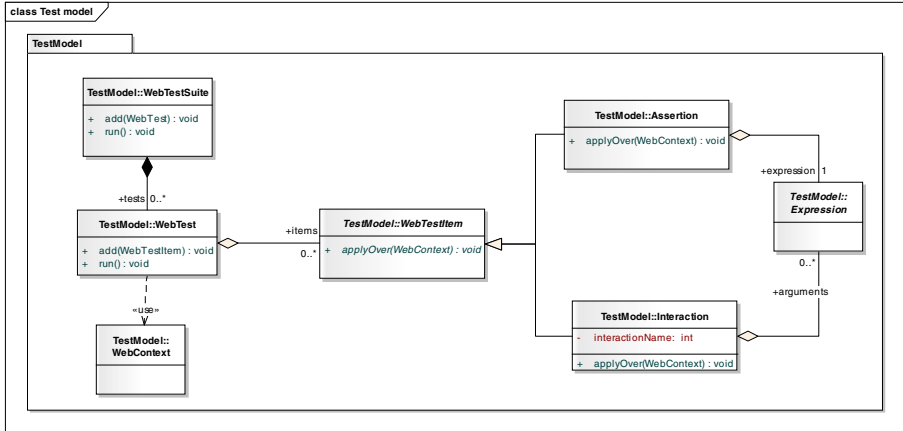 class Test model
TestModel
TestModel::WebTestSuite
+ add(WebTest) : void
+ run() : void
+tests 0..*
TestModel::WebTest
+ add(WebTestItem) : void
+ run() : void
«use»
TestModel::
WebContext
+items
0..*
TestModel::WebTestItem
+ applyOver(WebContext) : void
TestModel::Assertion
+ applyOver(WebContext) : void
+expression 1
TestModel::
Expression
0..*
+arguments
TestModel::Interaction
- interactionName: int
+ applyOver(WebContext) : void